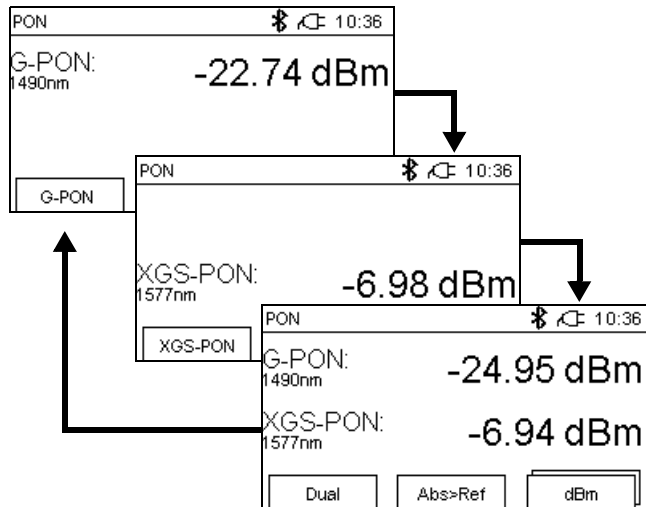 PON 10:36
G-PON: -22.74 dBm
1490nm
G-PON
PON 10:36
XGS-PON: -6.98 dBm
1577nm
XGS-PON
PON 10:36
G-PON: -24.95 dBm
1490nm
XGS-PON: -6.94 dBm
1577nm
Dual Abs>Ref dBm